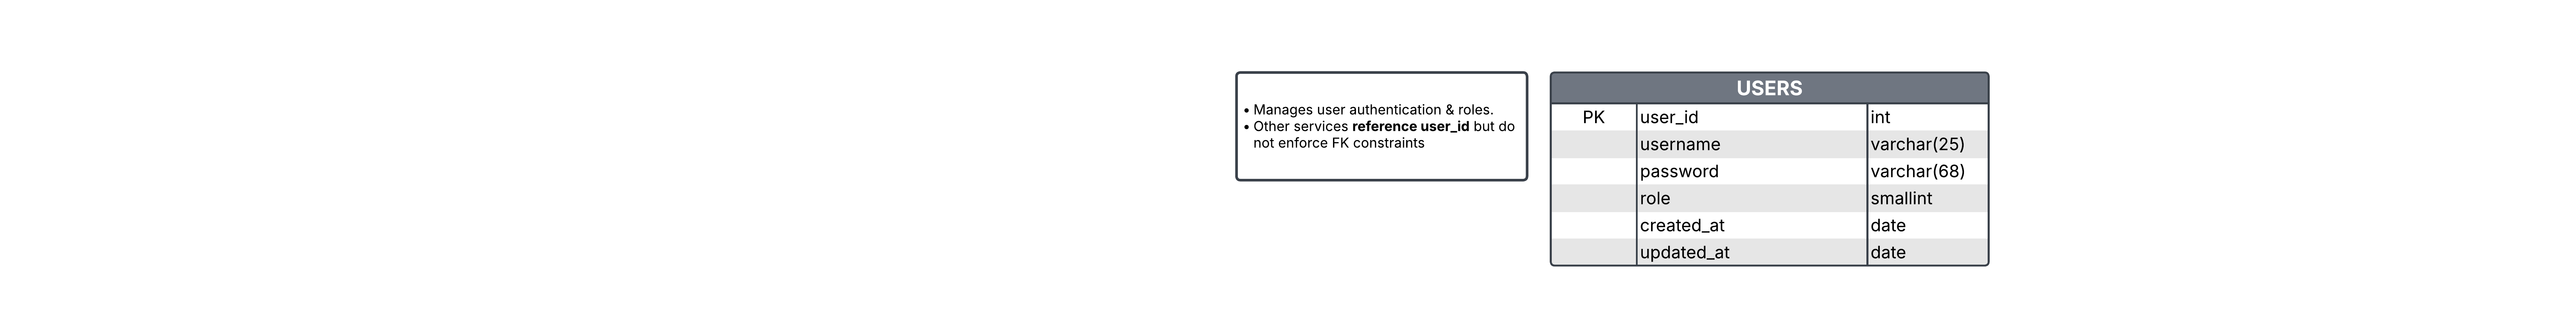 • Manages user authentication & roles.
• Other services reference user_id but do
not enforce FK constraints
USERS
PK user_id int
username varchar(25)
password varchar(68)
role smallint
created_at date
updated_at date